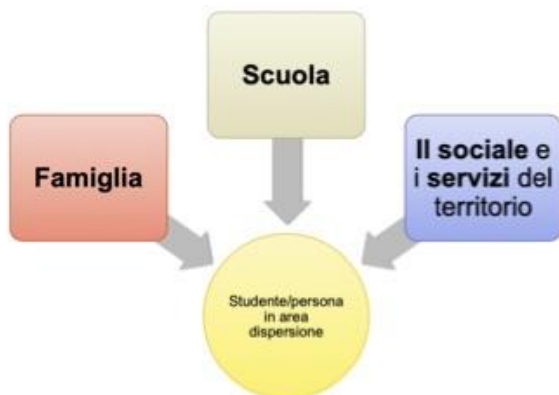 Scuola
Famiglia
Il sociale e
i servizi del
territorio
Studente/persona
in area
dispersione